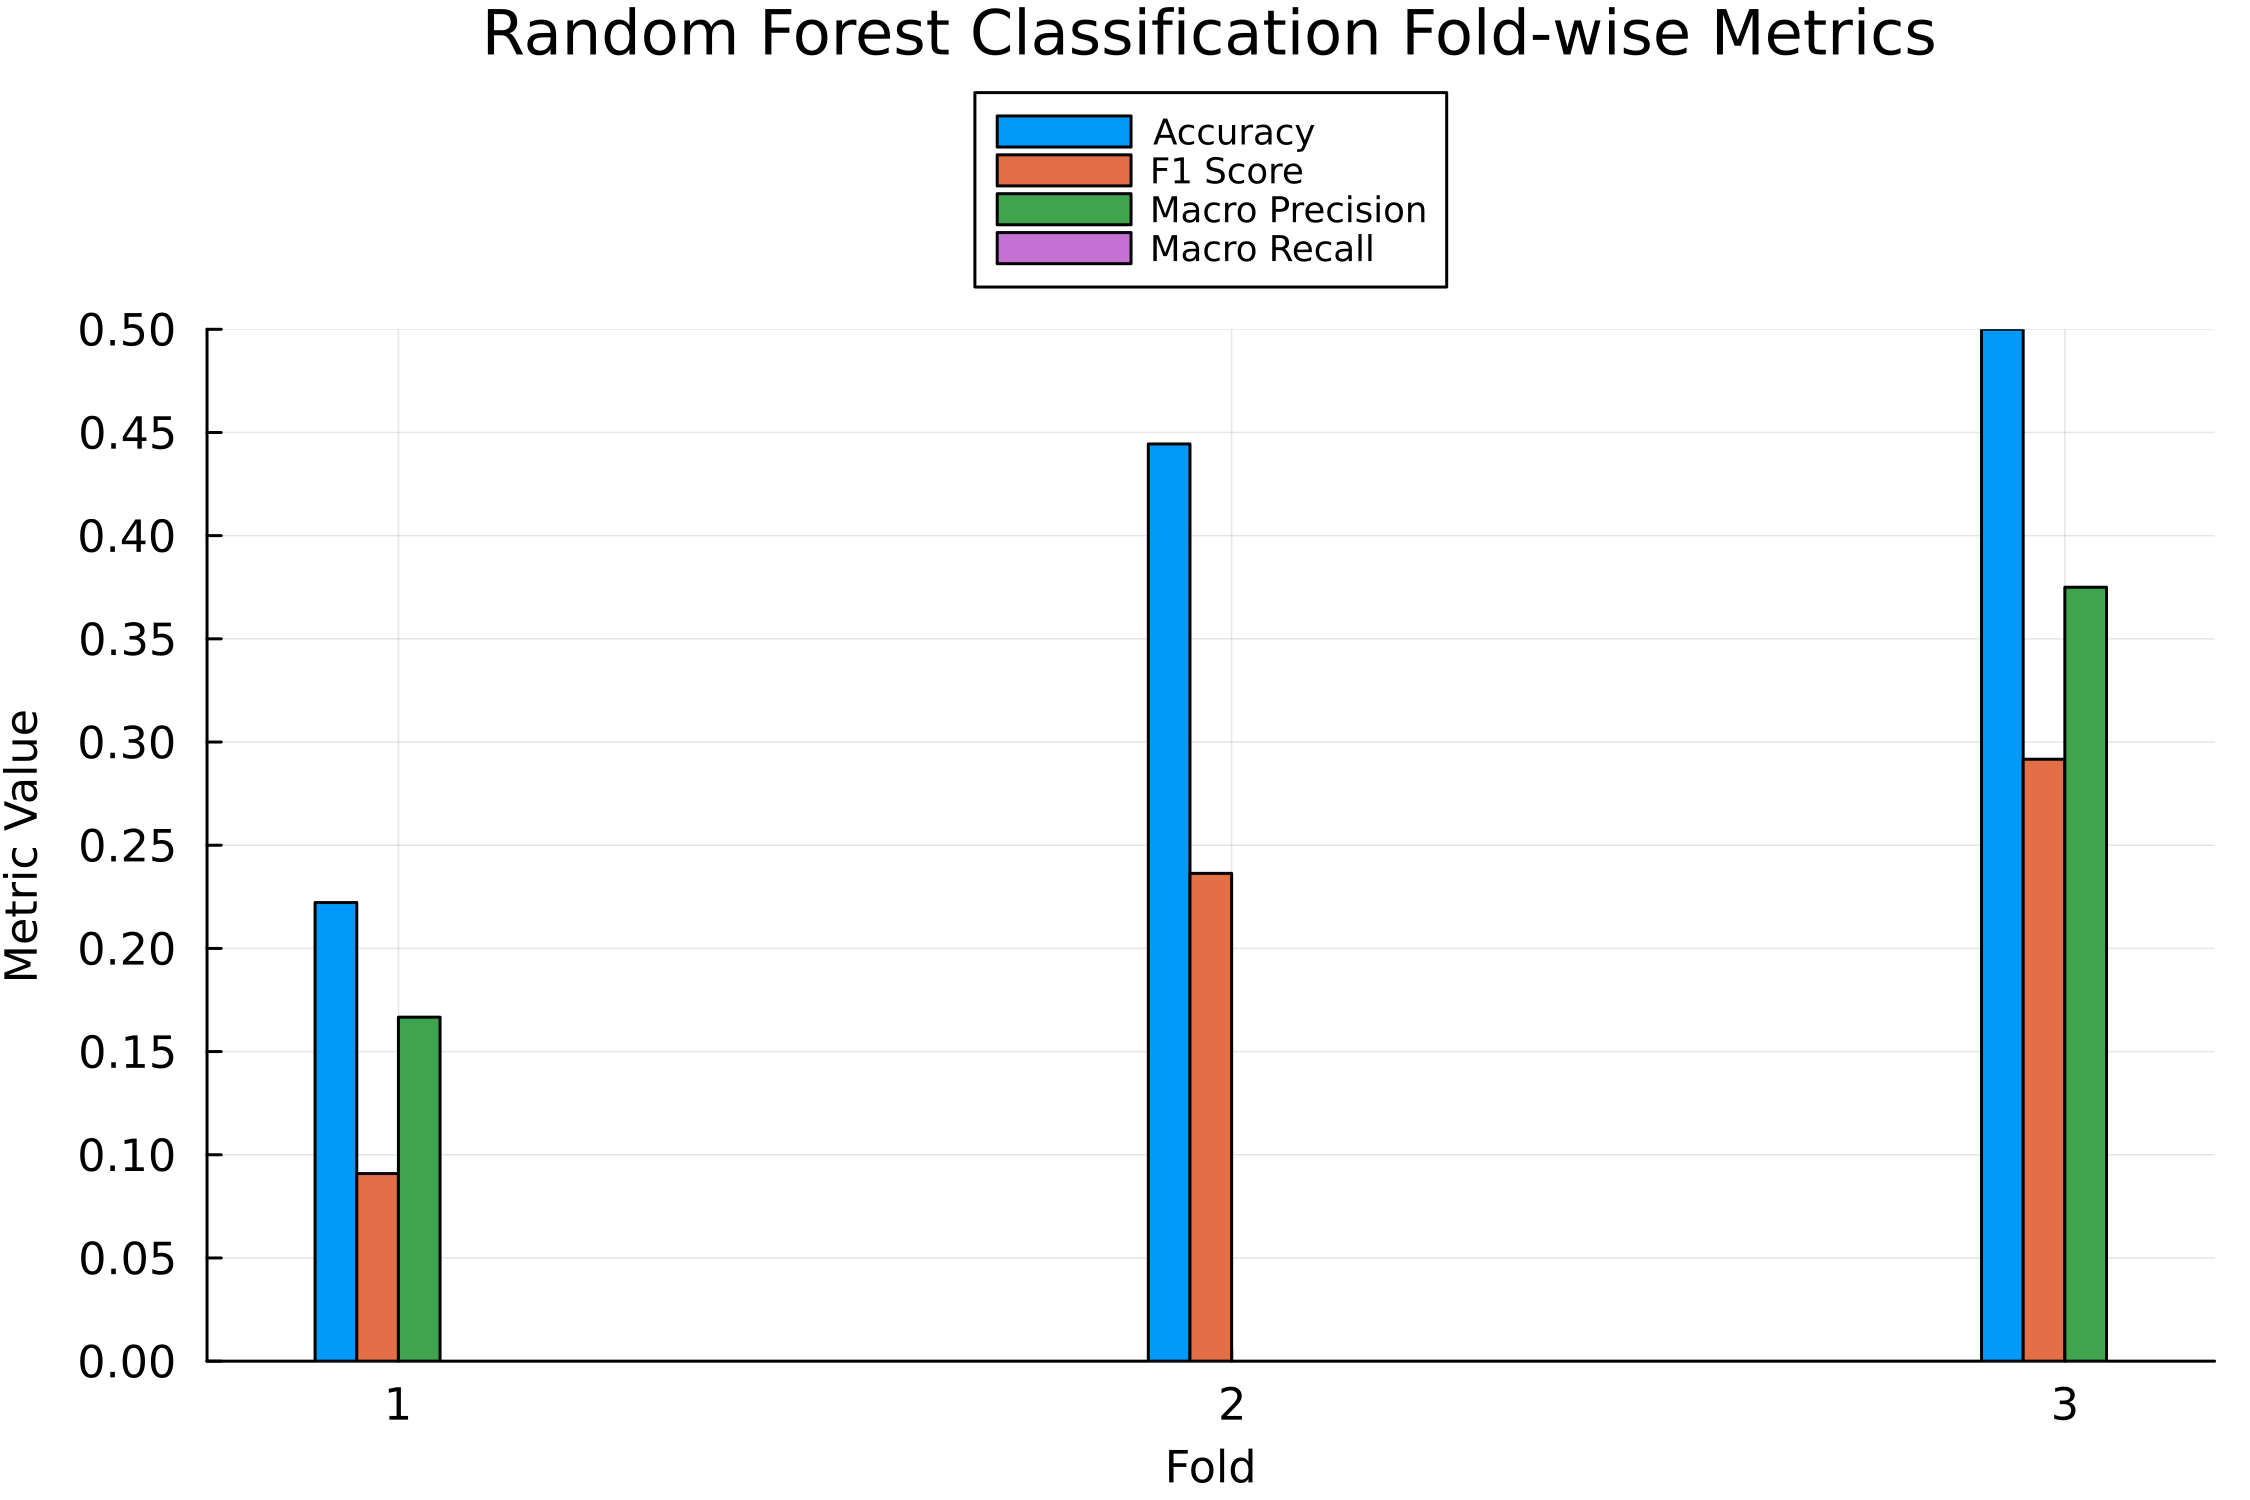 Random Forest Classification Fold-wise Metrics
Accuracy
F1 Score
Macro Precision
Macro Recall
0.50
0.45
0.40
0.35
0.30
0.25
0.20
0.15
0.10
0.05
0.00
Metric Value
1 2 3
Fold